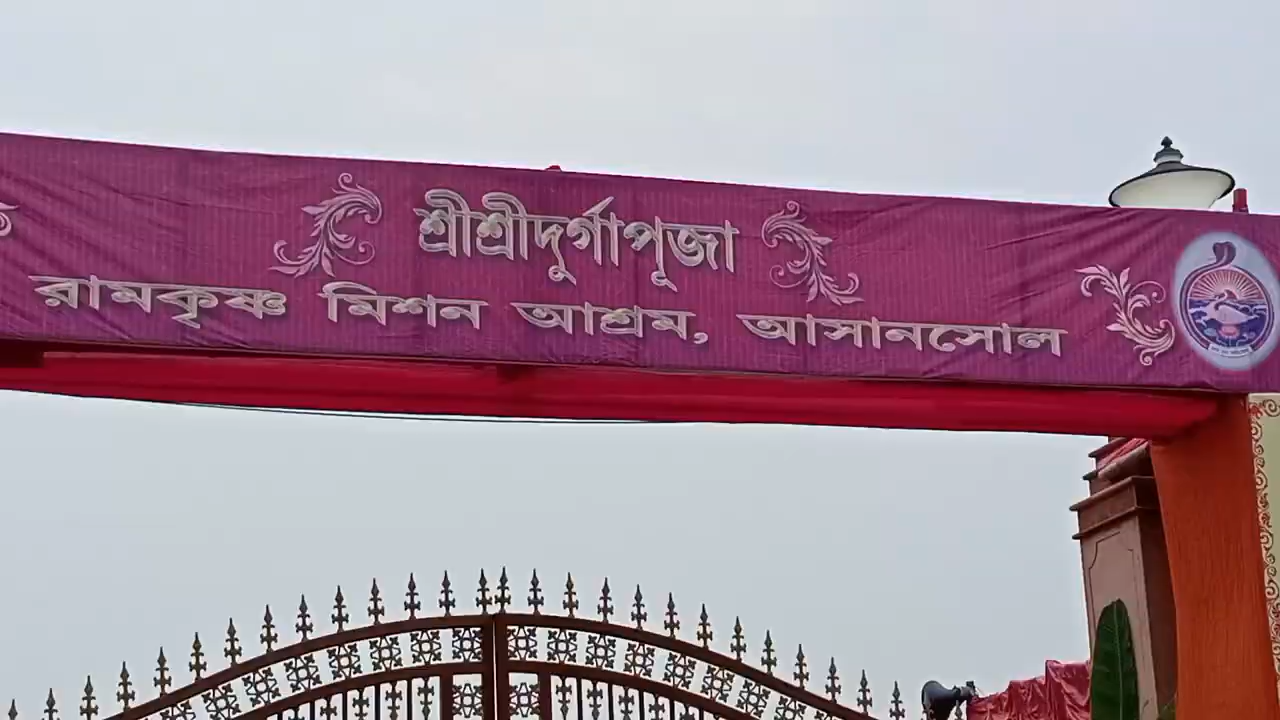 শ্রীশ্রীদুর্গাপূজা
রামকৃষ্ণ মিশন আশ্রম, আসানসোল